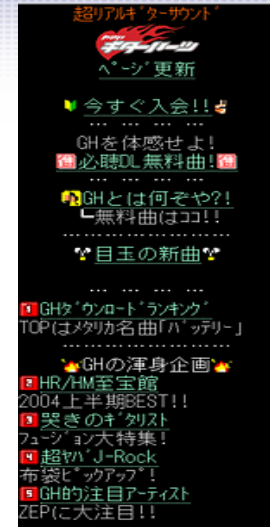 超リアルギターサウンド
ギターハーツ
ページ更新
今すぐ入会!!
... ... ... ...
GHを体感せよ!
必聴DL無料曲!
... ... ... ...
GHとは何ぞや?!
┗無料曲はココ!!
目玉の新曲
... ... ... ...
1 GHダウンロードランキング
TOPはメタリカ名曲「バッテリー」
GHの渾身企画
2 HR/HM至宝館
2004上半期BEST!!
3 哭きのギタリスト
フュージョン大特集!
4 超ヤバJ-Rock
布袋ピックアップ!
5 GH的注目アーティスト
ZEPに大注目!!